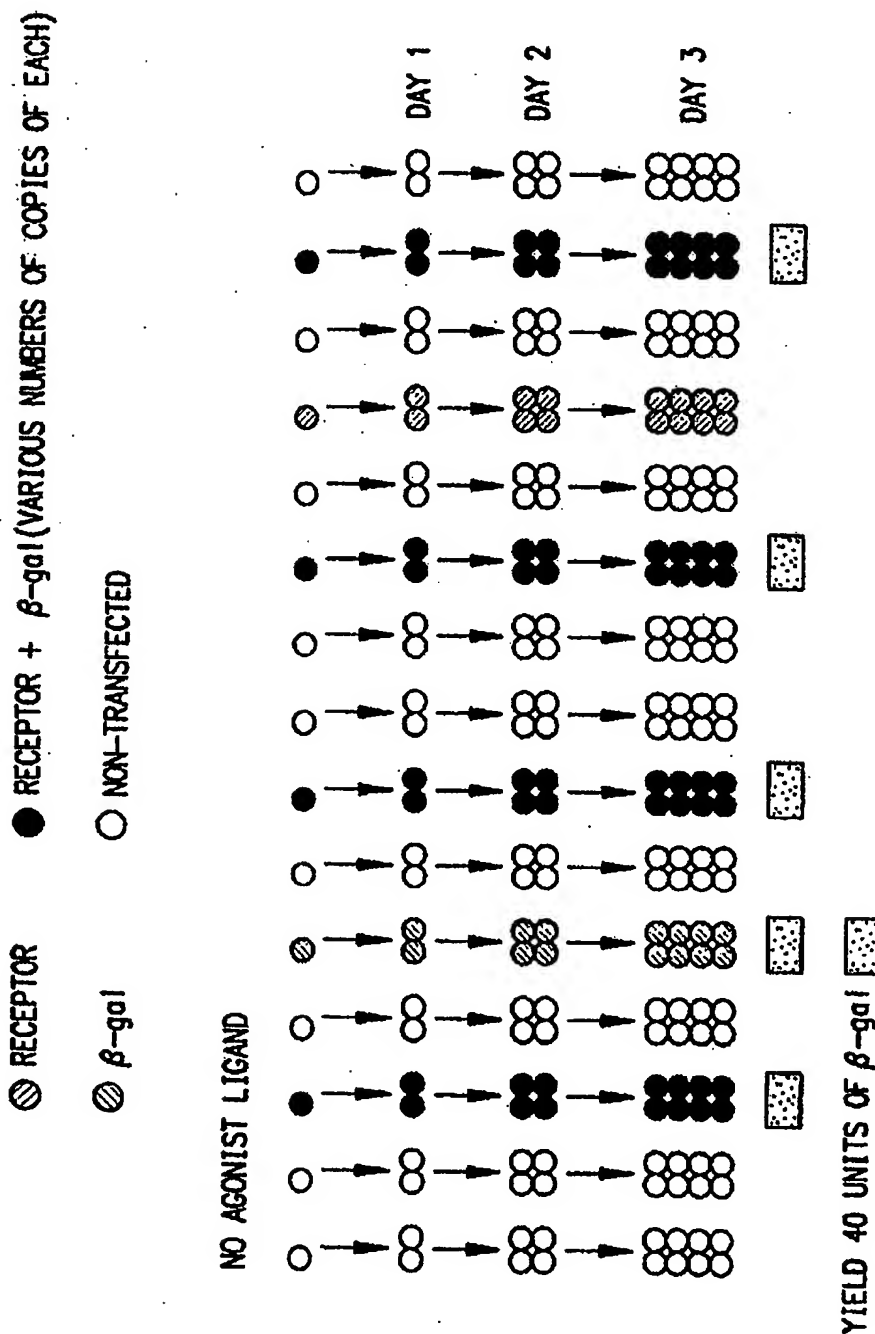 RECEPTOR
RECEPTOR + β-gal(VARIOUS NUMBERS OF COPIES OF EACH)
β-gal
NON-TRANSFECTED
NO AGONIST LIGAND
DAY 1
DAY 2
DAY 3
YIELD 40 UNITS OF β-gal